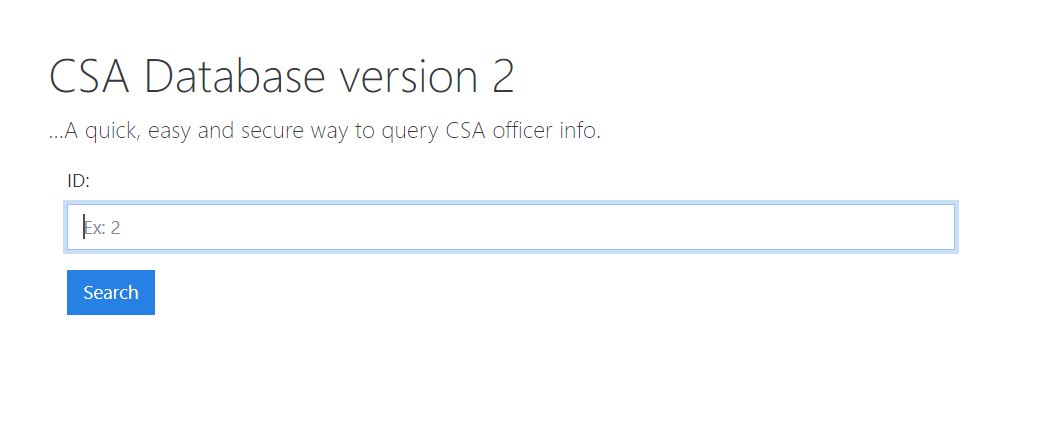 CSA Database version 2
...A quick, easy and secure way to query CSA officer info.
ID:
Ex: 2
Search